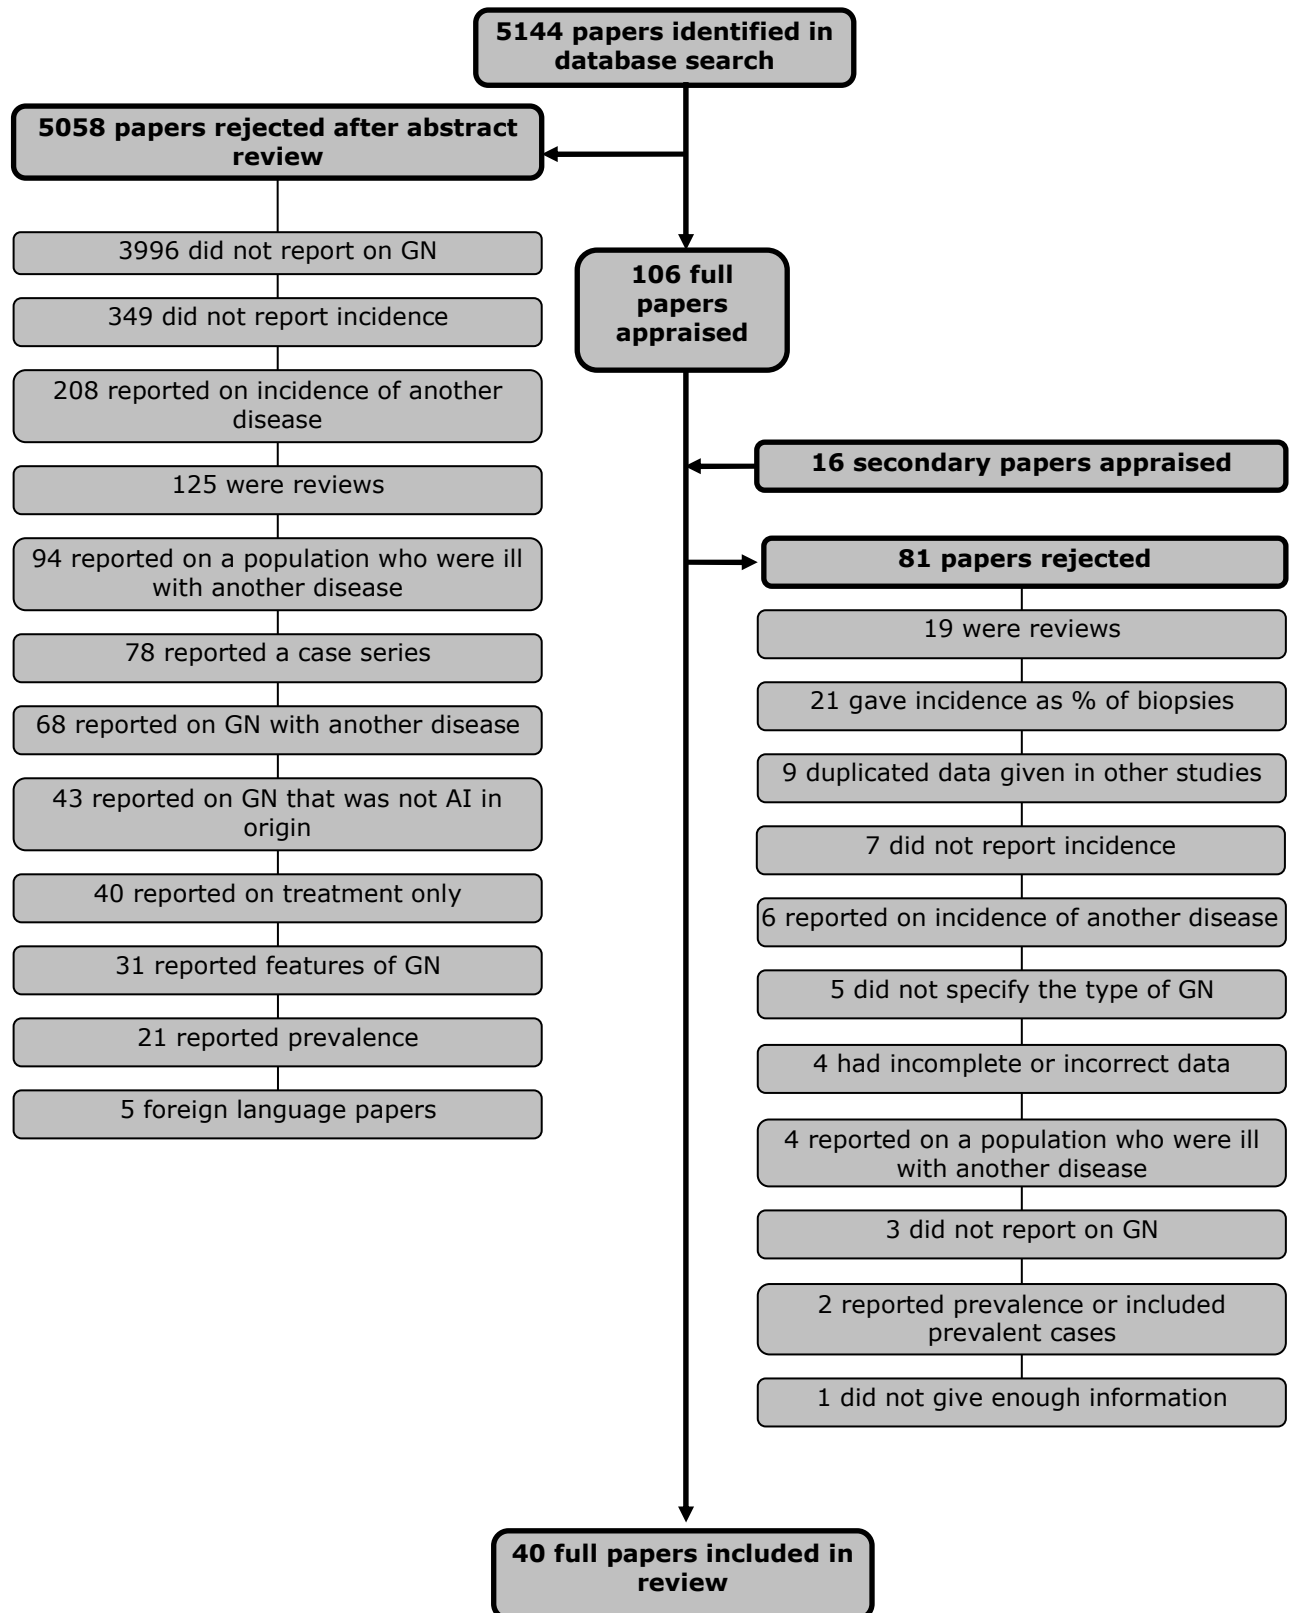 5144 papers identified in
database search
5058 papers rejected after abstract
review
3996 did not report on GN
349 did not report incidence
208 reported on incidence of another
disease
125 were reviews
94 reported on a population who were ill
with another disease
78 reported a case series
68 reported on GN with another disease
43 reported on GN that was not AI in
origin
40 reported on treatment only
31 reported features of GN
21 reported prevalence
5 foreign language papers
106 full
papers
appraised
16 secondary papers appraised
81 papers rejected
19 were reviews
21 gave incidence as % of biopsies
9 duplicated data given in other studies
7 did not report incidence
6 reported on incidence of another disease
5 did not specify the type of GN
4 had incomplete or incorrect data
4 reported on a population who were ill
with another disease
3 did not report on GN
2 reported prevalence or included
prevalent cases
1 did not give enough information
40 full papers included in
review